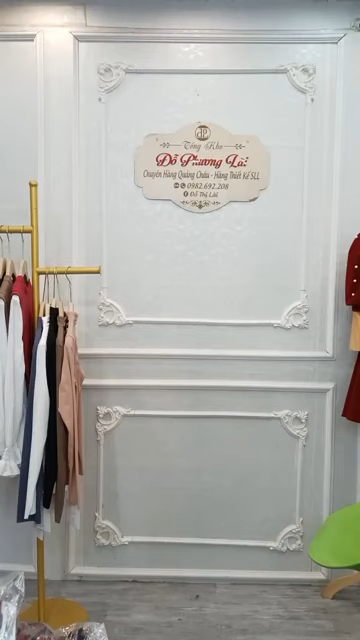 Tổng Kho
Đỗ Phương Lài
Chuyên Hàng Quảng Châu - Hàng Thiết Kế SLL
0982.692.208
Đỗ Thị Lài